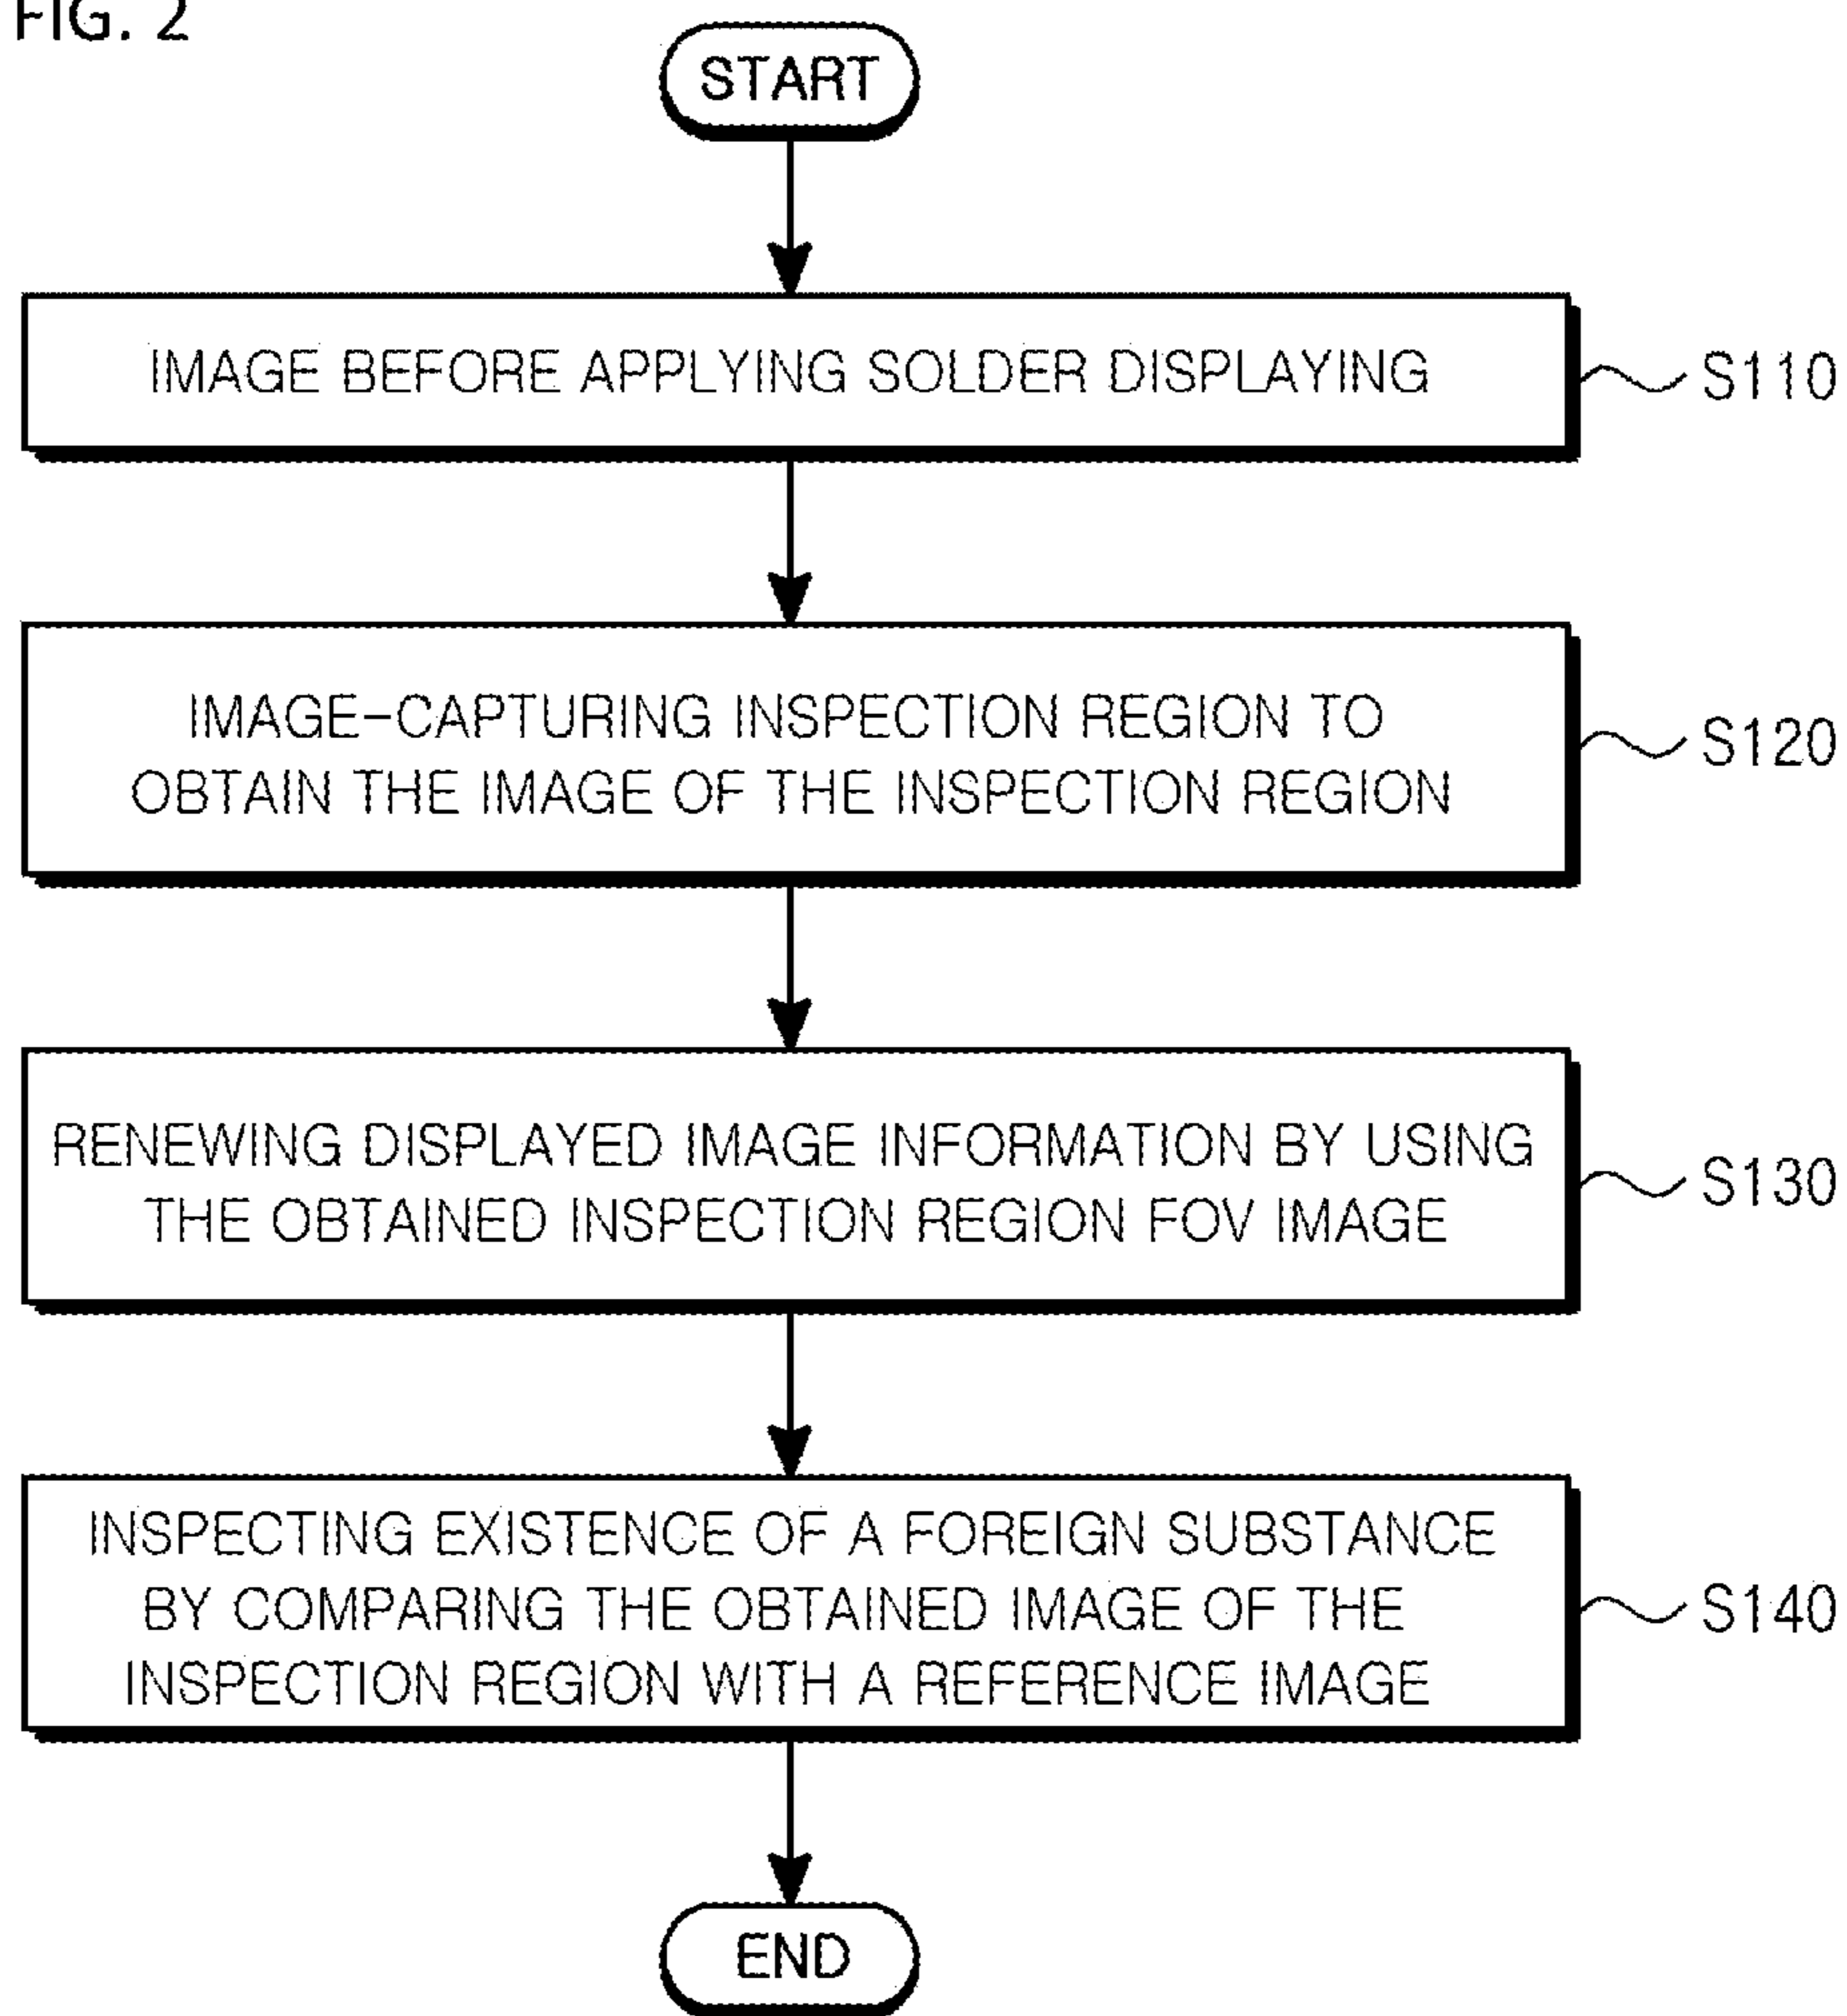 FIG. 2
START
IMAGE BEFORE APPLYING SOLDER DISPLAYING
S110
IMAGE-CAPTURING INSPECTION REGION TO
OBTAIN THE IMAGE OF THE INSPECTION REGION
S120
RENEWING DISPLAYED IMAGE INFORMATION BY USING
THE OBTAINED INSPECTION REGION FOV IMAGE
S130
INSPECTING EXISTENCE OF A FOREIGN SUBSTANCE
BY COMPARING THE OBTAINED IMAGE OF THE
INSPECTION REGION WITH A REFERENCE IMAGE
S140
END